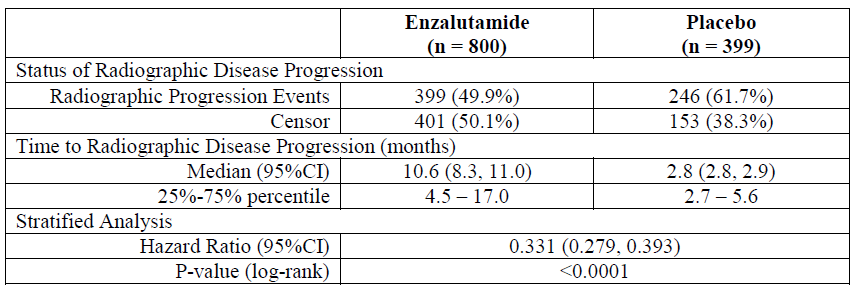 Enzalutamide Placebo
(n = 800) (n = 399)
Status of Radiographic Disease Progression
Radiographic Progression Events 399 (49.9%) 246 (61.7%)
Censor 401 (50.1%) 153 (38.3%)
Time to Radiographic Disease Progression (months)
Median (95%CI) 10.6 (8.3, 11.0) 2.8 (2.8, 2.9)
25%-75% percentile 4.5 – 17.0 2.7 – 5.6
Stratified Analysis
Hazard Ratio (95%CI) 0.331 (0.279, 0.393)
P-value (log-rank) <0.0001